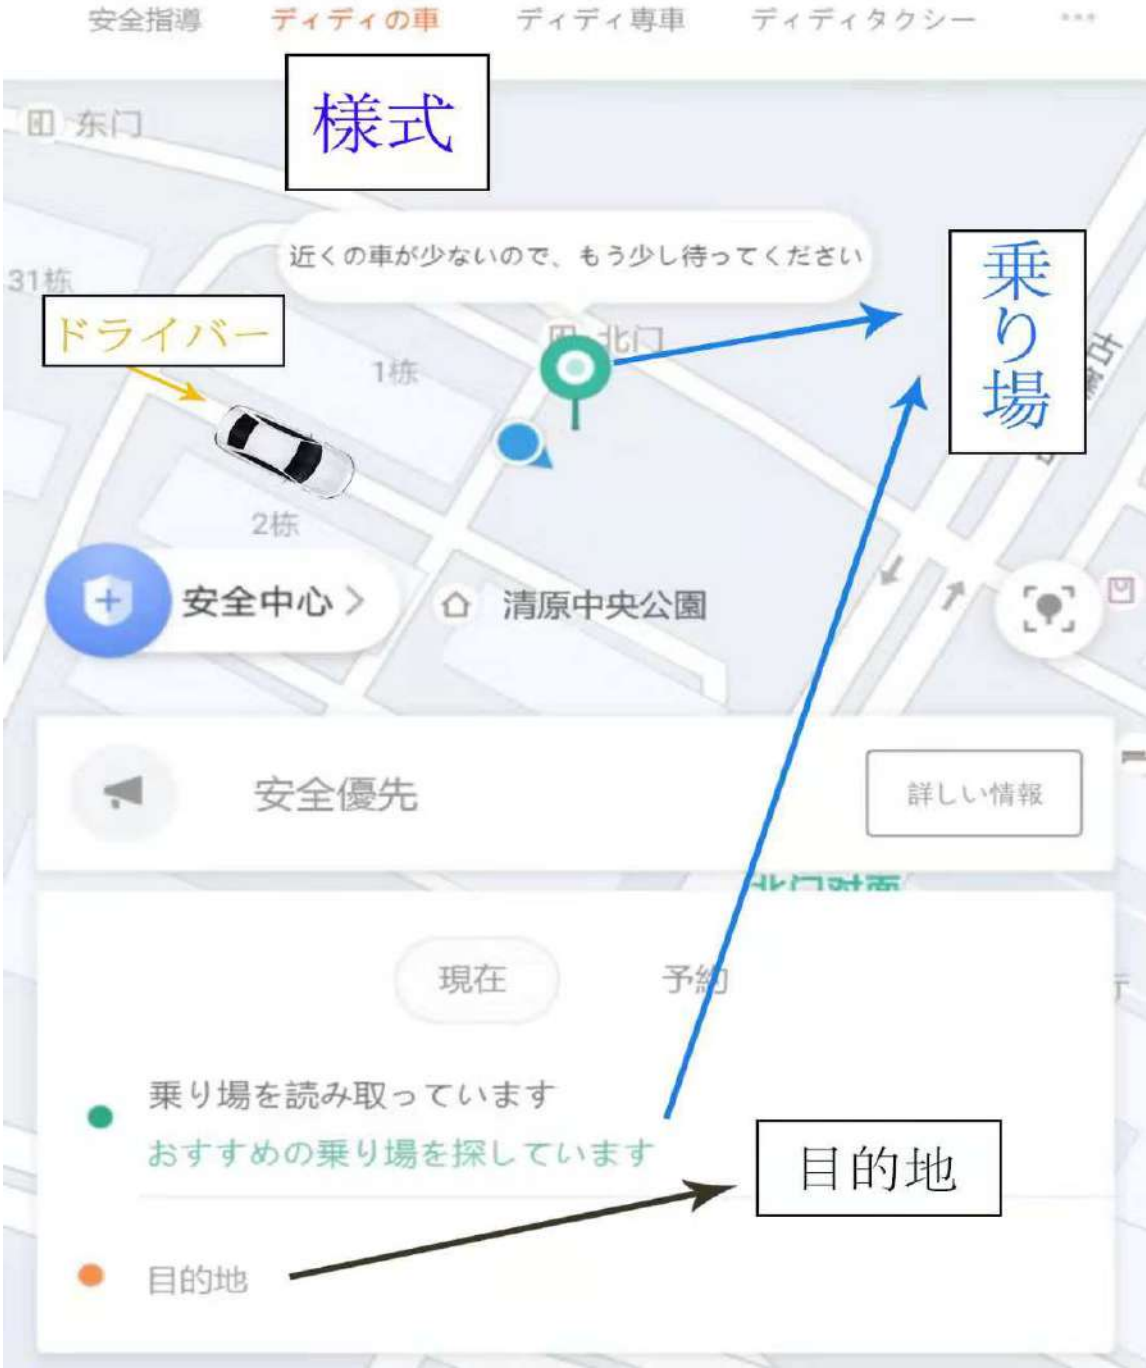 安全指導
ディディの車
ディディ専車
ディディタクシー
様式
东门
近くの車が少ないので、もう少し待ってください
乗り場
31栋
ドライバー
北门
1栋
2栋
安全中心
清原中央公園
安全優先
詳しい情報
北门对面
現在
予約
乗り場を読み取っています
おすすめの乗り場を探しています
目的地
目的地